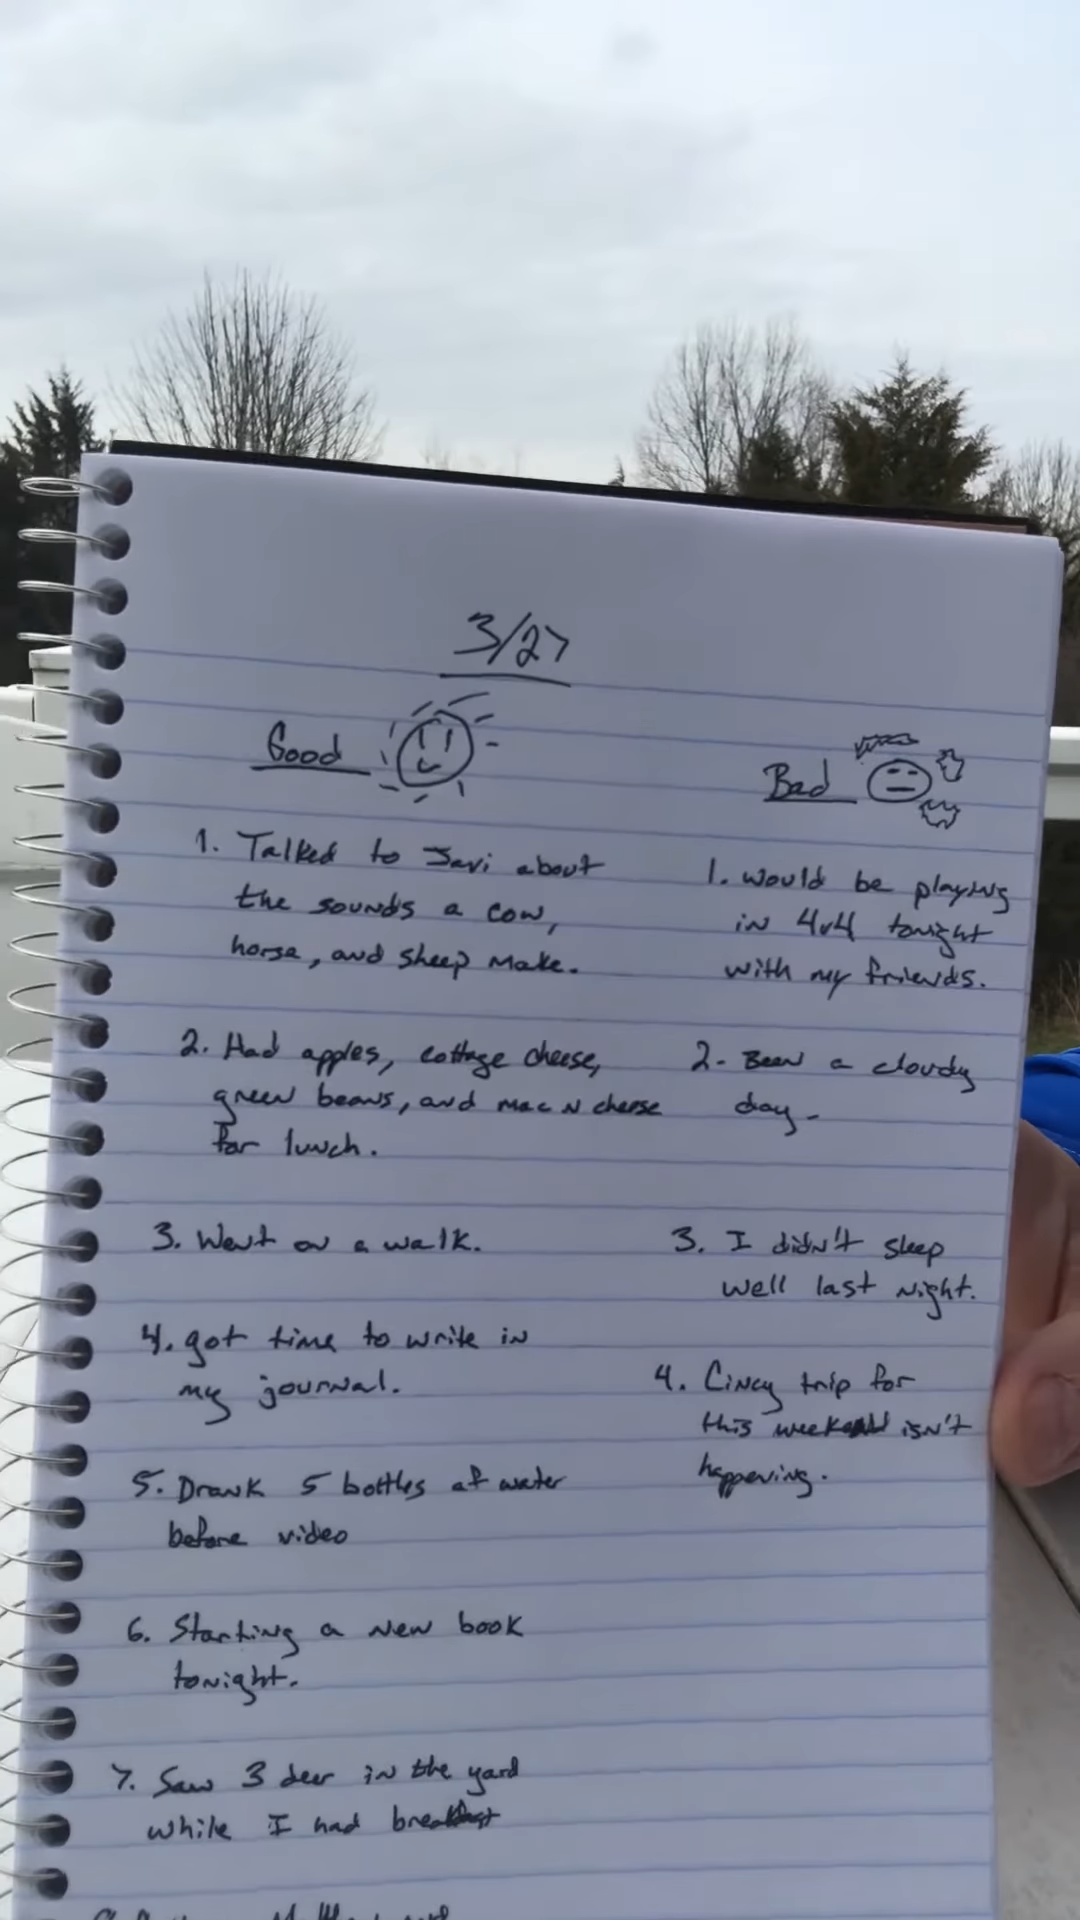 3/27
Good
1. Talked to Javi about
the sounds a cow,
horse, and sheep make.
2. Had apples, cottage cheese,
green beans, and mac N cheese
for lunch.
3. Went on a walk.
4. got time to write in
my journal.
5. Drank 5 bottles of water
before video
6. Starting a new book
tonight.
7. Saw 3 deer in the yard
while I had breakfast
Bad
1. would be playing
in 4v4 tonight
with my friends.
2. Been a cloudy
day.
3. I didn't sleep
well last night.
4. Cincy trip for
this weekend isn't
happening.